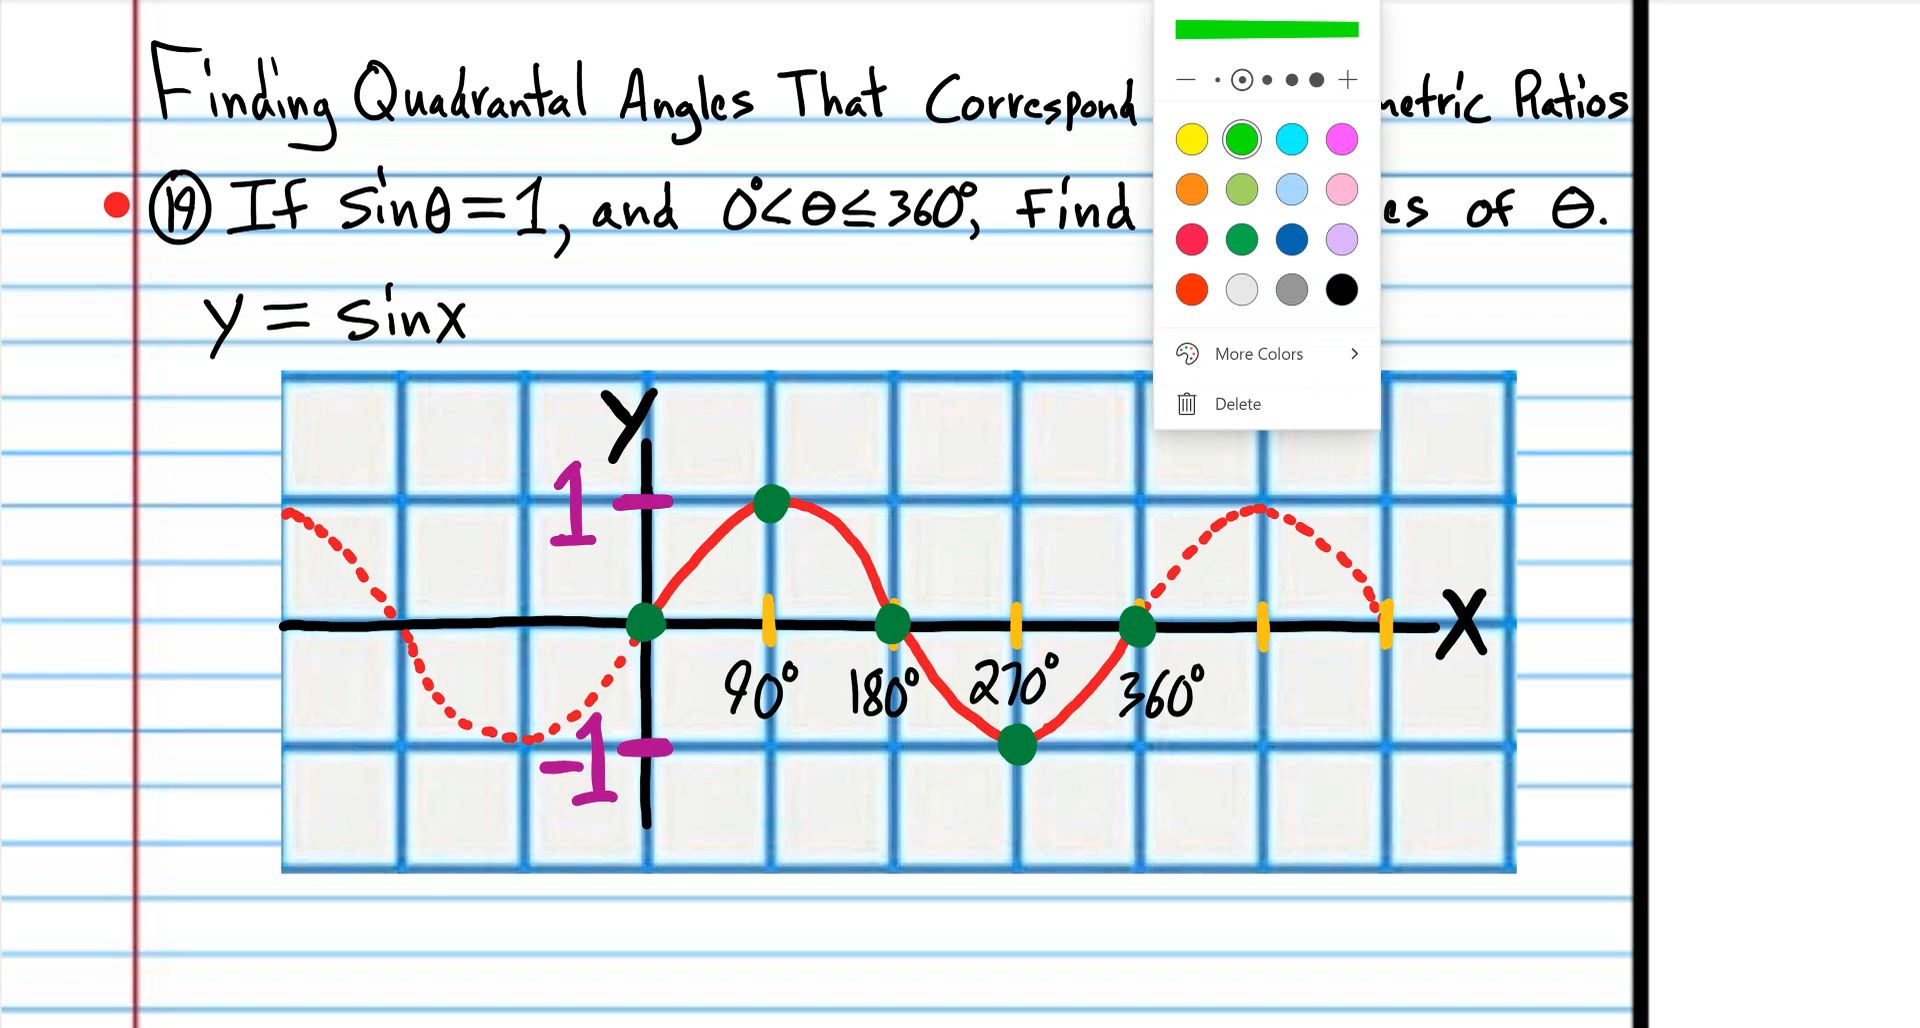 Finding Quadrantal Angles That Correspond
netric Ratios
19 If sinθ=1, and 0°<θ≤360°, Find
es of θ.
y = sinx
More Colors
Delete
Y
1
X
90° 180° 270° 360°
-1